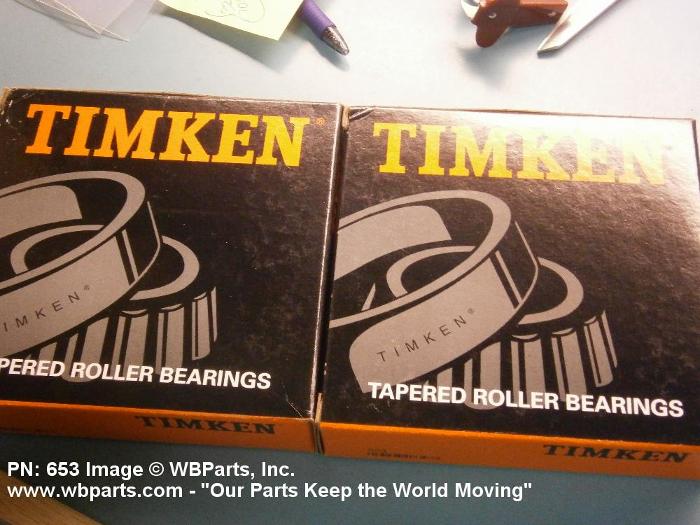 TIMKEN®
TIMKEN
TIMKEN®
TIMKEN®
PERED ROLLER BEARINGS
TAPERED ROLLER BEARINGS
TIMKEN
TIMKEN
PN: 653 Image © WBParts, Inc.
www.wbparts.com - "Our Parts Keep the World Moving"